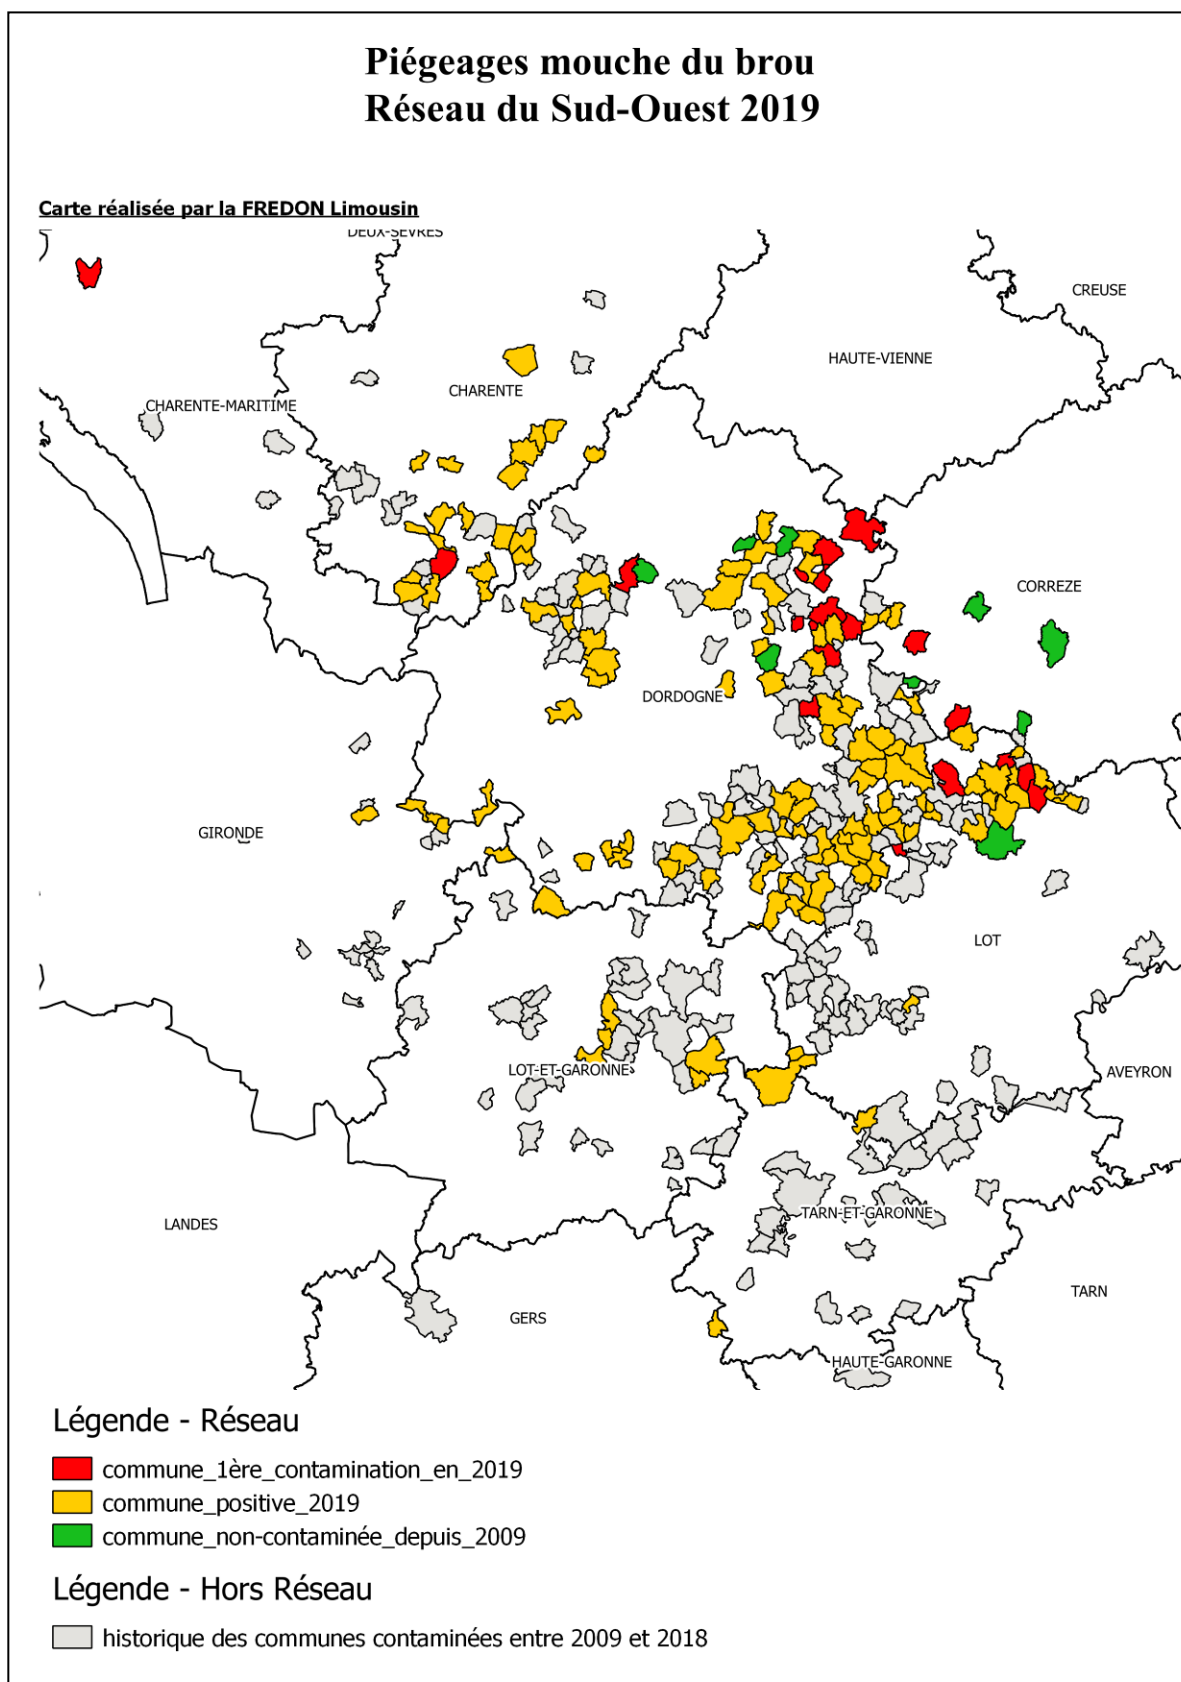 Piégeages mouche du brou
Réseau du Sud-Ouest 2019
Carte réalisée par la FREDON Limousin
DEUX-SEVRES
CREUSE
HAUTE-VIENNE
CHARENTE
CHARENTE-MARITIME
CORREZE
DORDOGNE
GIRONDE
LOT
LOT-ET-GARONNE
AVEYRON
TARN-ET-GARONNE
LANDES
TARN
GERS
HAUTE-GARONNE
Légende - Réseau
commune_1ère_contamination_en_2019
commune_positive_2019
commune_non-contaminée_depuis_2009
Légende - Hors Réseau
historique des communes contaminées entre 2009 et 2018